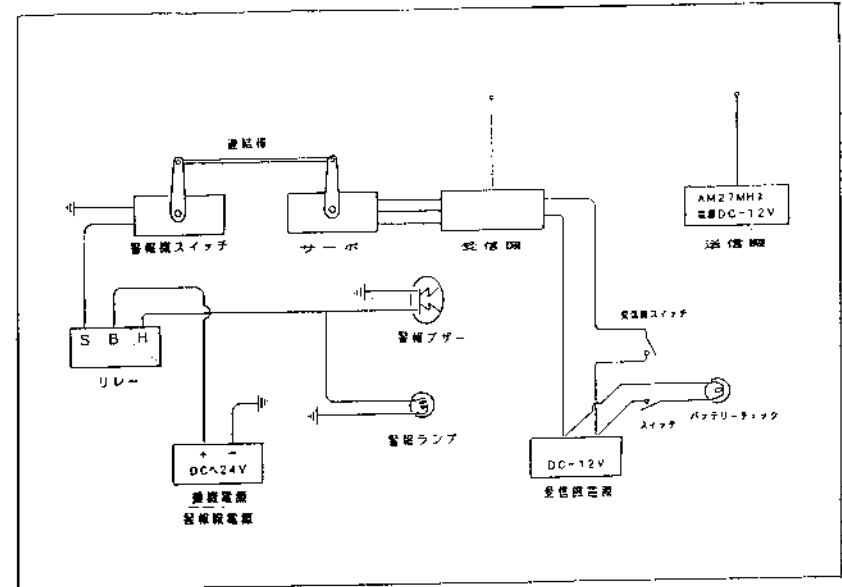 連結棒
AM27MHz
電源DC-12V
警報機スイッチ
サーボ
受信機
送信機
受信機スイッチ
S B H
警報ブザー
リレー
スイッチ
バッテリーチェック
警報ランプ
+ -
DC-24V
DC-12V
受信機電源
警報機電源